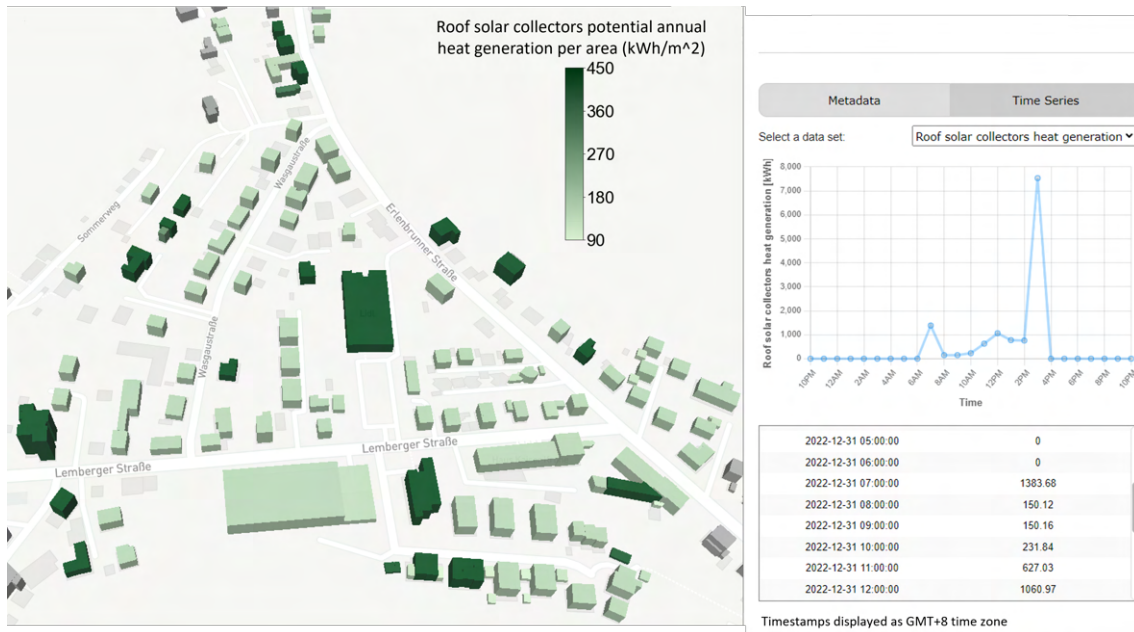 Roof solar collectors potential annual
heat generation per area (kWh/m^2)
450
360
270
180
90
Sommerweg
Wasgaustraße
Erlenbrunner Straße
Wasgaustraße
Lemberger Straße
Lemberger Straße
Metadata
Time Series
Select a data set:
Roof solar collectors heat generation
Roof solar collectors heat generation [kWh]
8,000
7,000
6,000
5,000
4,000
3,000
2,000
1,000
0
10PM
12AM
2AM
4AM
6AM
8AM
10AM
12PM
2PM
4PM
6PM
8PM
10PM
Time
2022-12-31 05:00:00 0
2022-12-31 06:00:00 0
2022-12-31 07:00:00 1383.68
2022-12-31 08:00:00 150.12
2022-12-31 09:00:00 150.16
2022-12-31 10:00:00 231.84
2022-12-31 11:00:00 627.03
2022-12-31 12:00:00 1060.97
Timestamps displayed as GMT+8 time zone